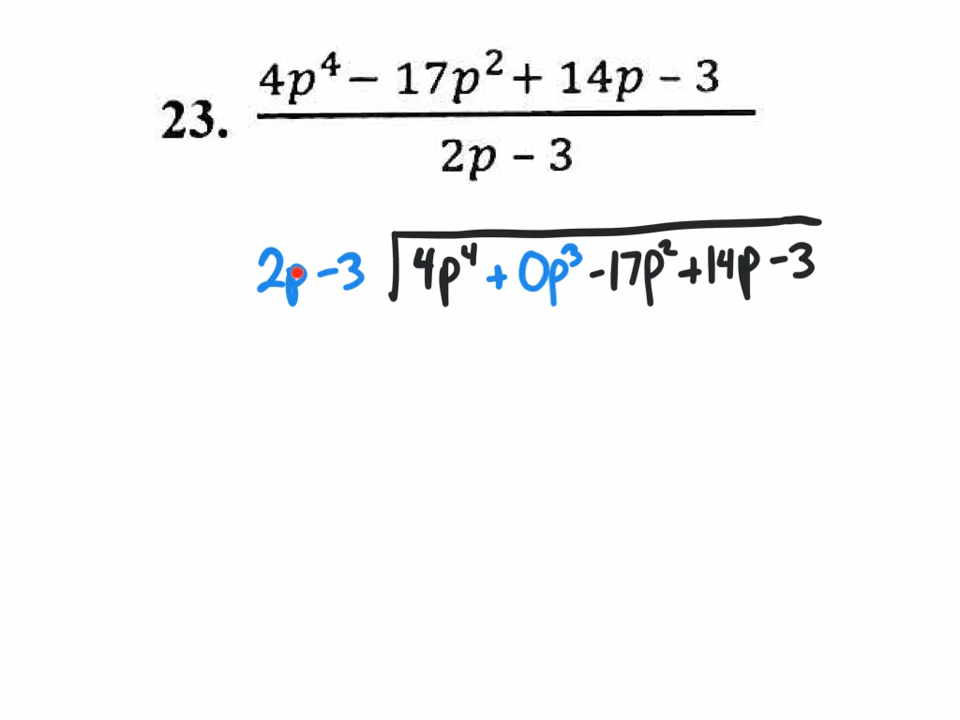 23. 4p⁴ − 17p² + 14p − 3
2p − 3
2p − 3 4p⁴ + 0p³ − 17p² + 14p − 3